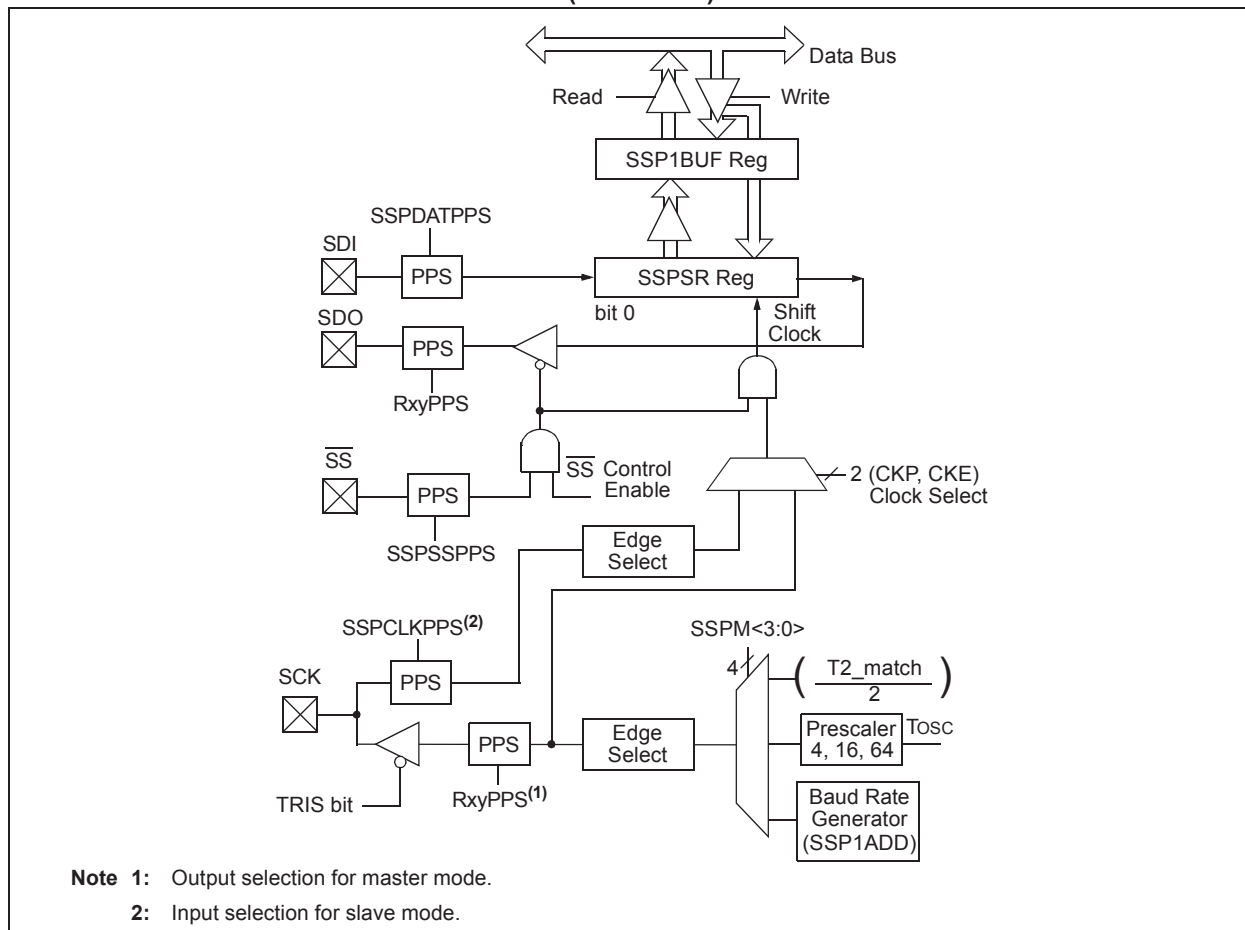 Data Bus
Read
Write
SSP1BUF Reg
SSPDATPPS
SDI
PPS
SSPSR Reg
bit 0
Shift
Clock
SDO
PPS
RxyPPS
SS
PPS
SS Control
Enable
2 (CKP, CKE)
Clock Select
SSPSSPPS
Edge
Select
SSPCLKPPS(2)
SSPM<3:0>
4
( T2_match
2 )
SCK
PPS
PPS
Edge
Select
Prescaler
4, 16, 64
TOSC
TRIS bit
RxyPPS(1)
Baud Rate
Generator
(SSP1ADD)
Note 1: Output selection for master mode.
2: Input selection for slave mode.